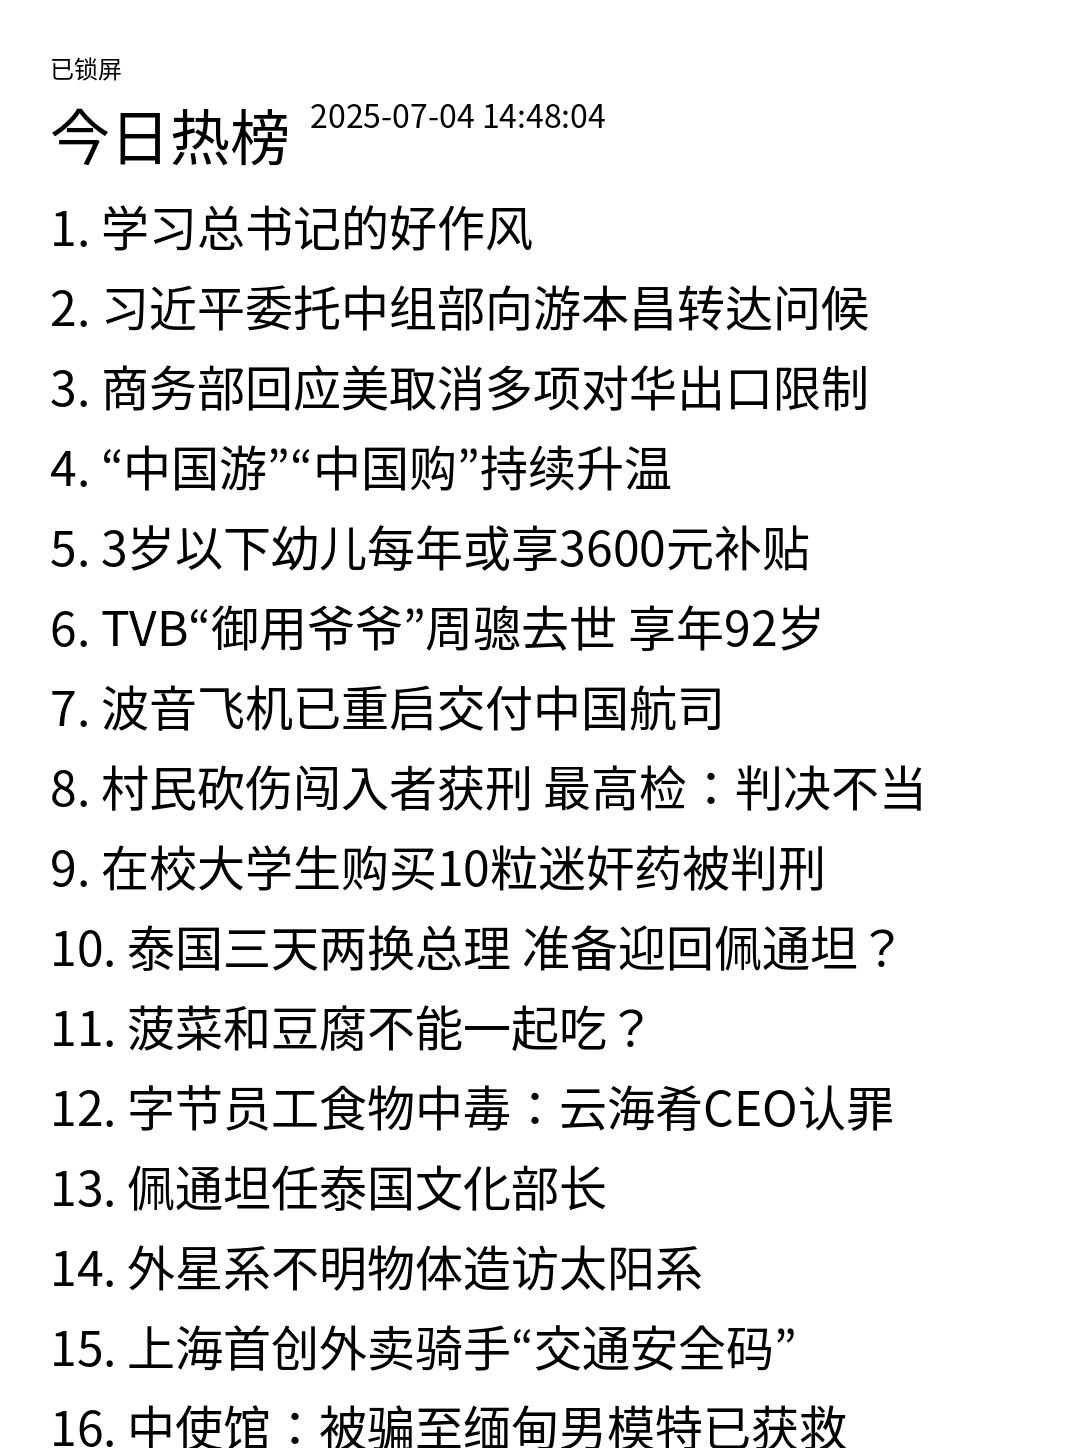 已锁屏
今日热榜 2025-07-04 14:48:04
1. 学习总书记的好作风
2. 习近平委托中组部向游本昌转达问候
3. 商务部回应美取消多项对华出口限制
4. “中国游”“中国购”持续升温
5. 3岁以下幼儿每年或享3600元补贴
6. TVB“御用爷爷”周骢去世 享年92岁
7. 波音飞机已重启交付中国航司
8. 村民砍伤闯入者获刑 最高检：判决不当
9. 在校大学生购买10粒迷奸药被判刑
10. 泰国三天两换总理 准备迎回佩通坦？
11. 菠菜和豆腐不能一起吃？
12. 字节员工食物中毒：云海肴CEO认罪
13. 佩通坦任泰国文化部长
14. 外星系不明物体造访太阳系
15. 上海首创外卖骑手“交通安全码”
16. 中使馆：被骗至缅甸男模特已获救